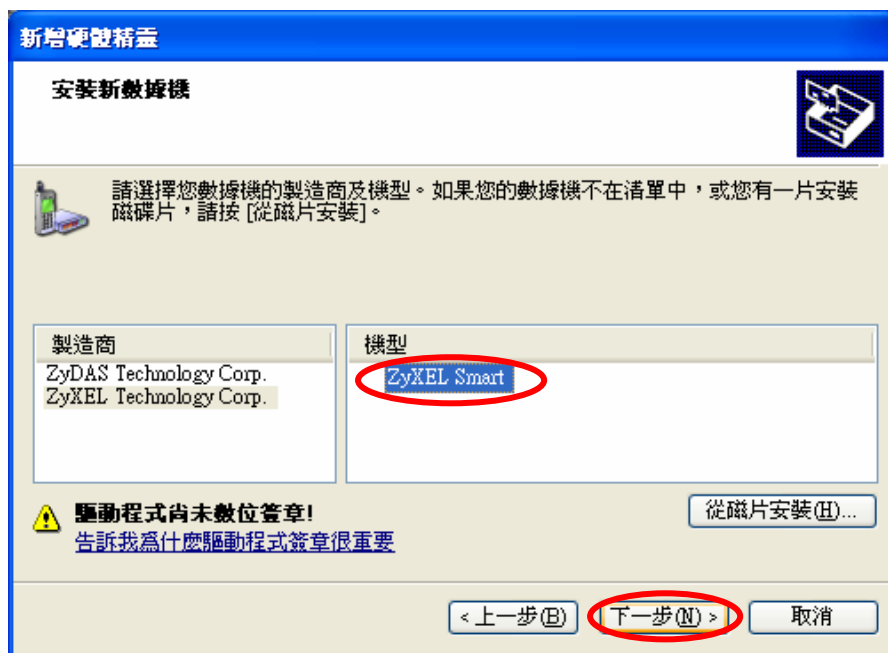 新增硬體精靈
安裝新數據機
請選擇您數據機的製造商及機型。如果您的數據機不在清單中，或您有一片安裝
磁碟片，請按 [從磁片安裝]。
製造商
機型
ZyDAS Technology Corp.
ZyXEL Technology Corp.
ZyXEL Smart
驅動程式尚未數位簽章!
告訴我為什麼驅動程式簽章很重要
從磁片安裝(H)...
< 上一步(B)
下一步(N) >
取消